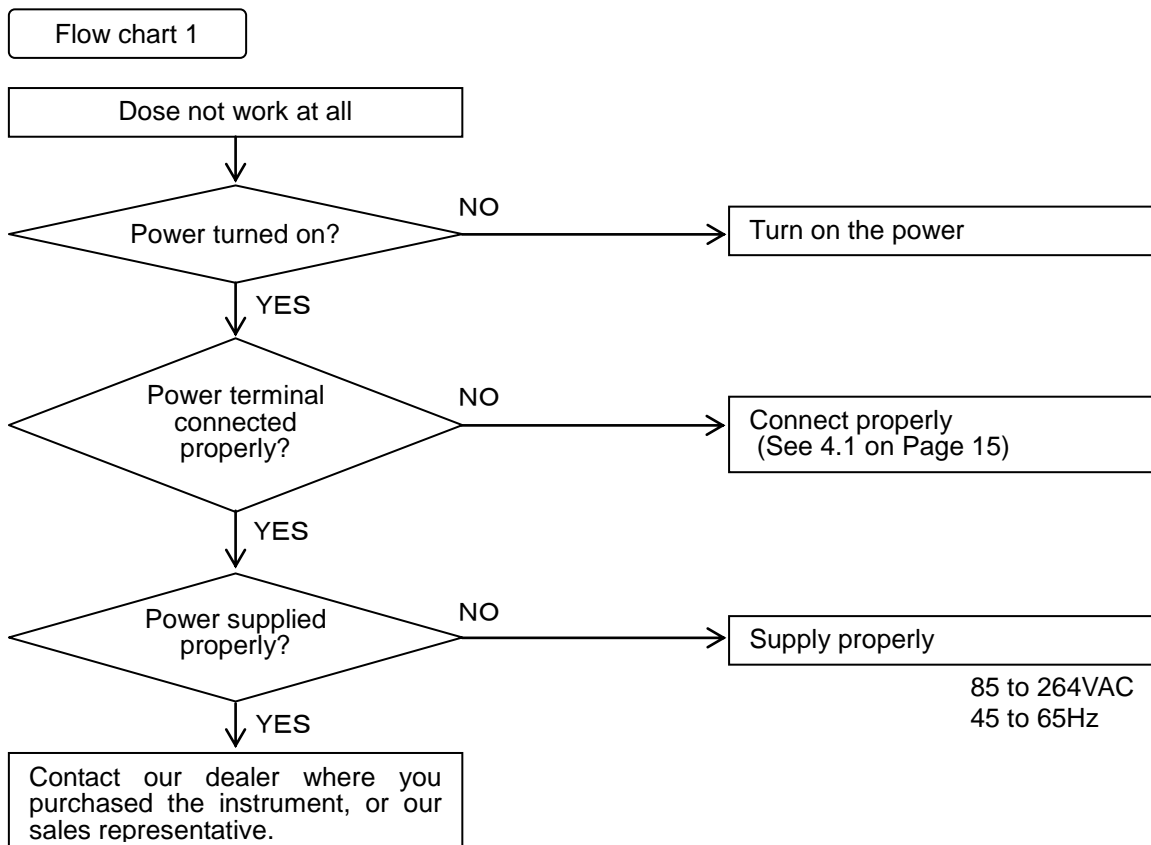 Flow chart 1
Dose not work at all
Power turned on?
NO
Turn on the power
YES
Power terminal
connected
properly?
NO
Connect properly
(See 4.1 on Page 15)
YES
Power supplied
properly?
NO
Supply properly
85 to 264VAC
45 to 65Hz
YES
Contact our dealer where you
purchased the instrument, or our
sales representative.